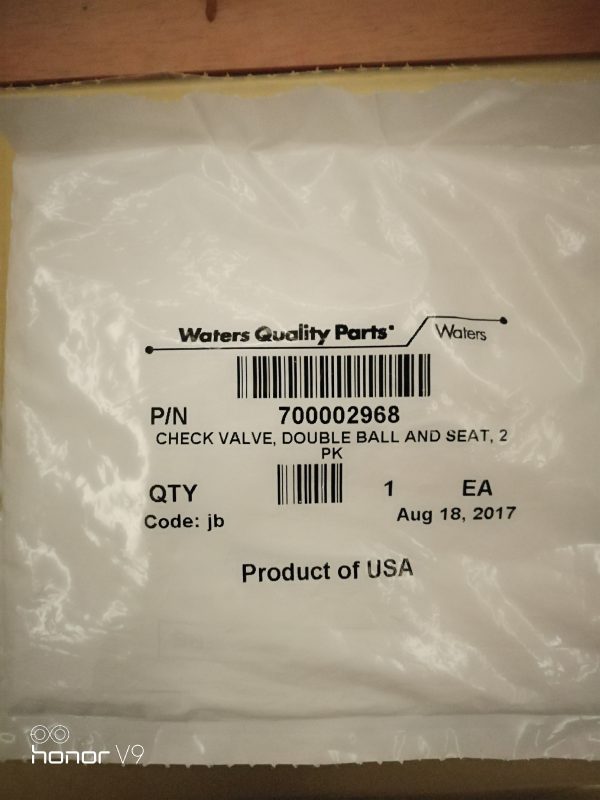 Waters Quality Parts® Waters
P/N 700002968
CHECK VALVE, DOUBLE BALL AND SEAT, 2
PK
QTY 1 EA
Code: jb Aug 18, 2017
Product of USA
honor V9